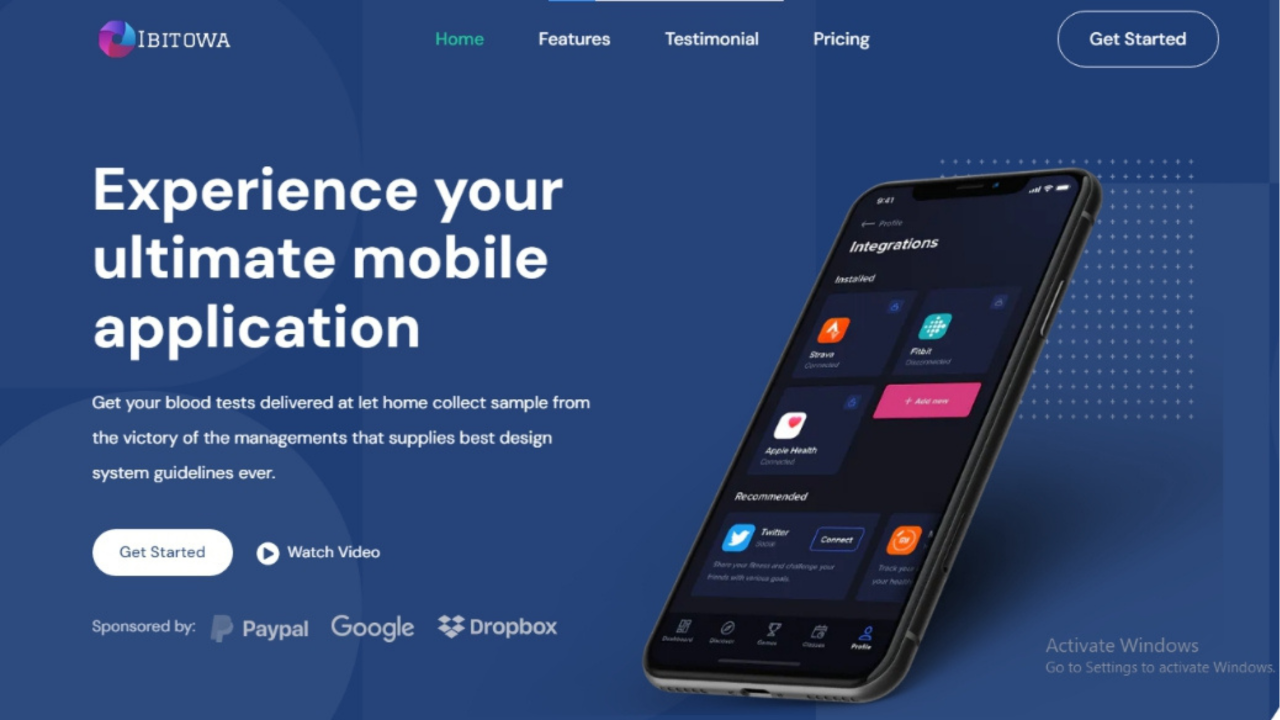 IBITOWA
Home
Features
Testimonial
Pricing
Get Started
Experience your
ultimate mobile
application
Get your blood tests delivered at let home collect sample from
the victory of the managements that supplies best design
system guidelines ever.
Get Started
Watch Video
Sponsored by:
Paypal
Google
Dropbox
9:41
Profile
Integrations
Installed
Strava
Connected
Fitbit
Disconnected
+ Add new
Apple Health
Connected
Recommended
Twitter
Social
Connect
Share your fitness and challenge your
friends with various goals.
Track your
your health
Dashboard
Discover
Games
Classes
Profile
Activate Windows
Go to Settings to activate Windows.